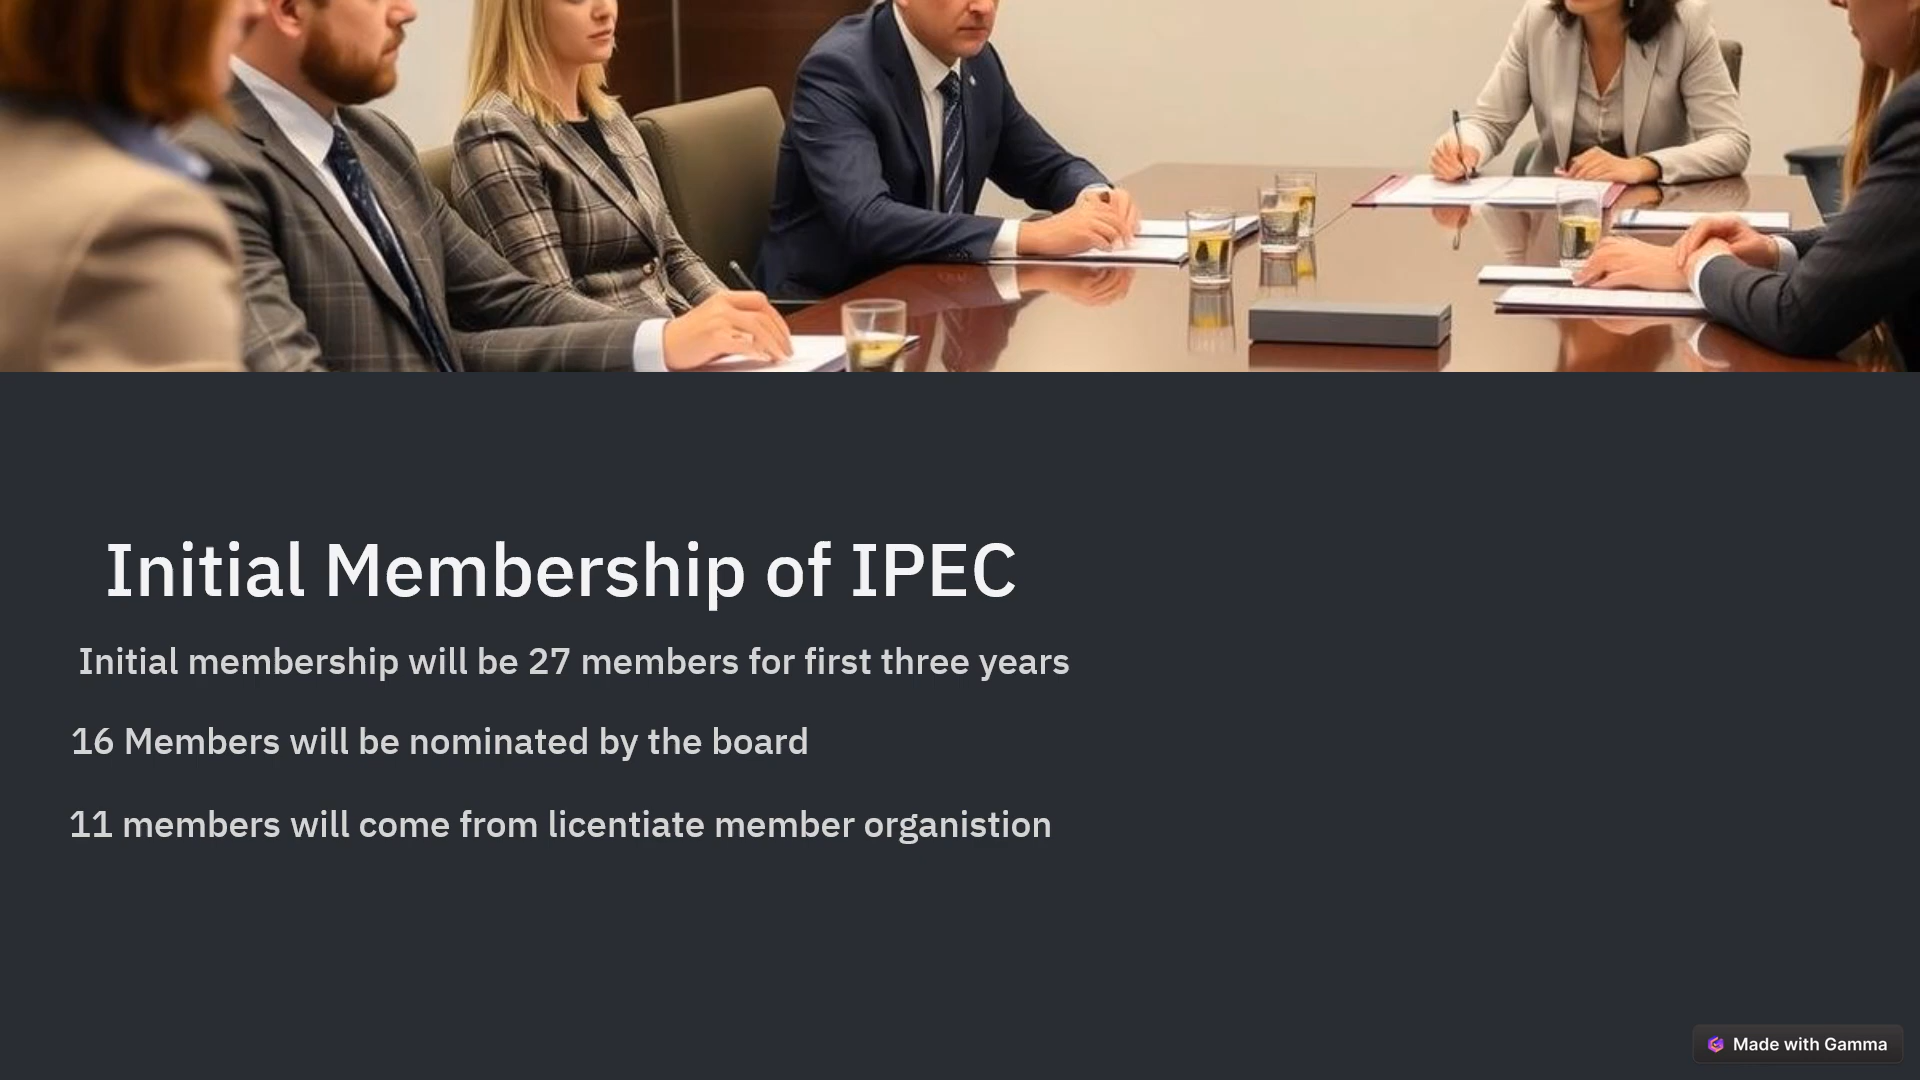 Initial Membership of IPEC
Initial membership will be 27 members for first three years
16 Members will be nominated by the board
11 members will come from licentiate member organistion
Made with Gamma